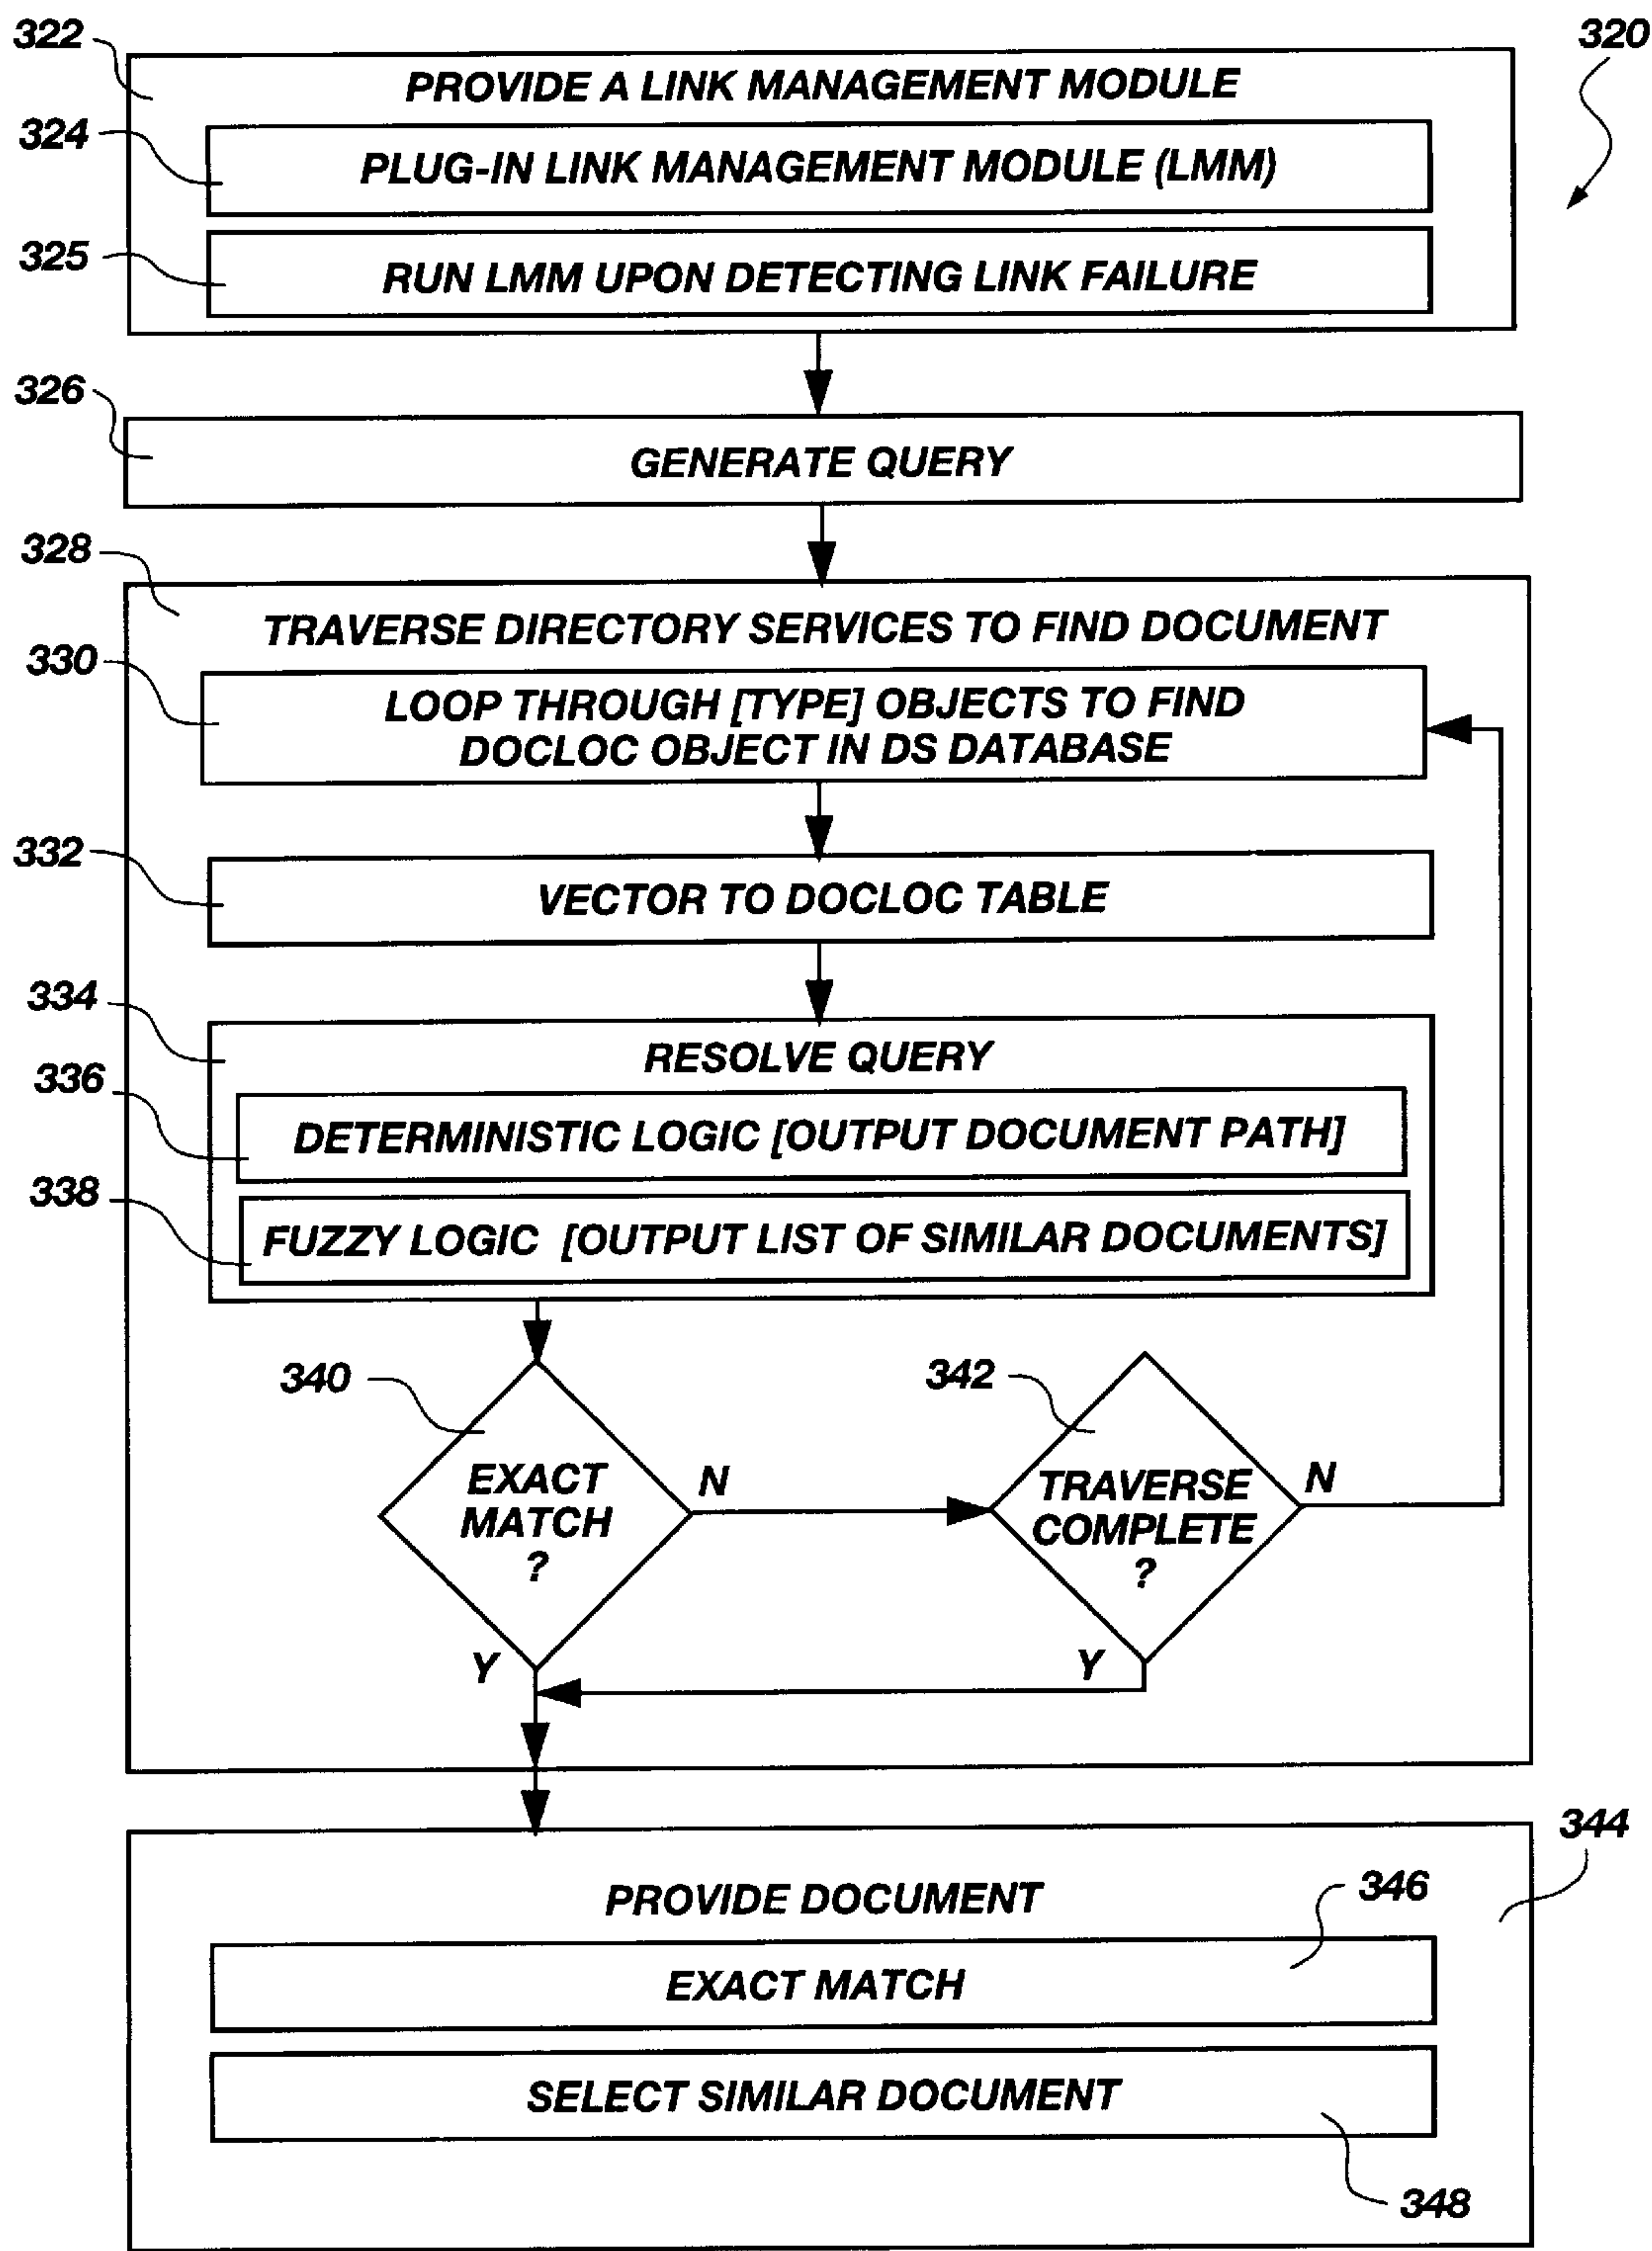 322
320
PROVIDE A LINK MANAGEMENT MODULE
324
PLUG-IN LINK MANAGEMENT MODULE (LMM)
325
RUN LMM UPON DETECTING LINK FAILURE
326
GENERATE QUERY
328
TRAVERSE DIRECTORY SERVICES TO FIND DOCUMENT
330
LOOP THROUGH [TYPE] OBJECTS TO FIND
DOCLOC OBJECT IN DS DATABASE
332
VECTOR TO DOCLOC TABLE
334
RESOLVE QUERY
336
DETERMINISTIC LOGIC [OUTPUT DOCUMENT PATH]
338
FUZZY LOGIC [OUTPUT LIST OF SIMILAR DOCUMENTS]
340
EXACT
MATCH
?
N
Y
342
TRAVERSE
COMPLETE
?
N
Y
344
PROVIDE DOCUMENT
346
EXACT MATCH
SELECT SIMILAR DOCUMENT
348